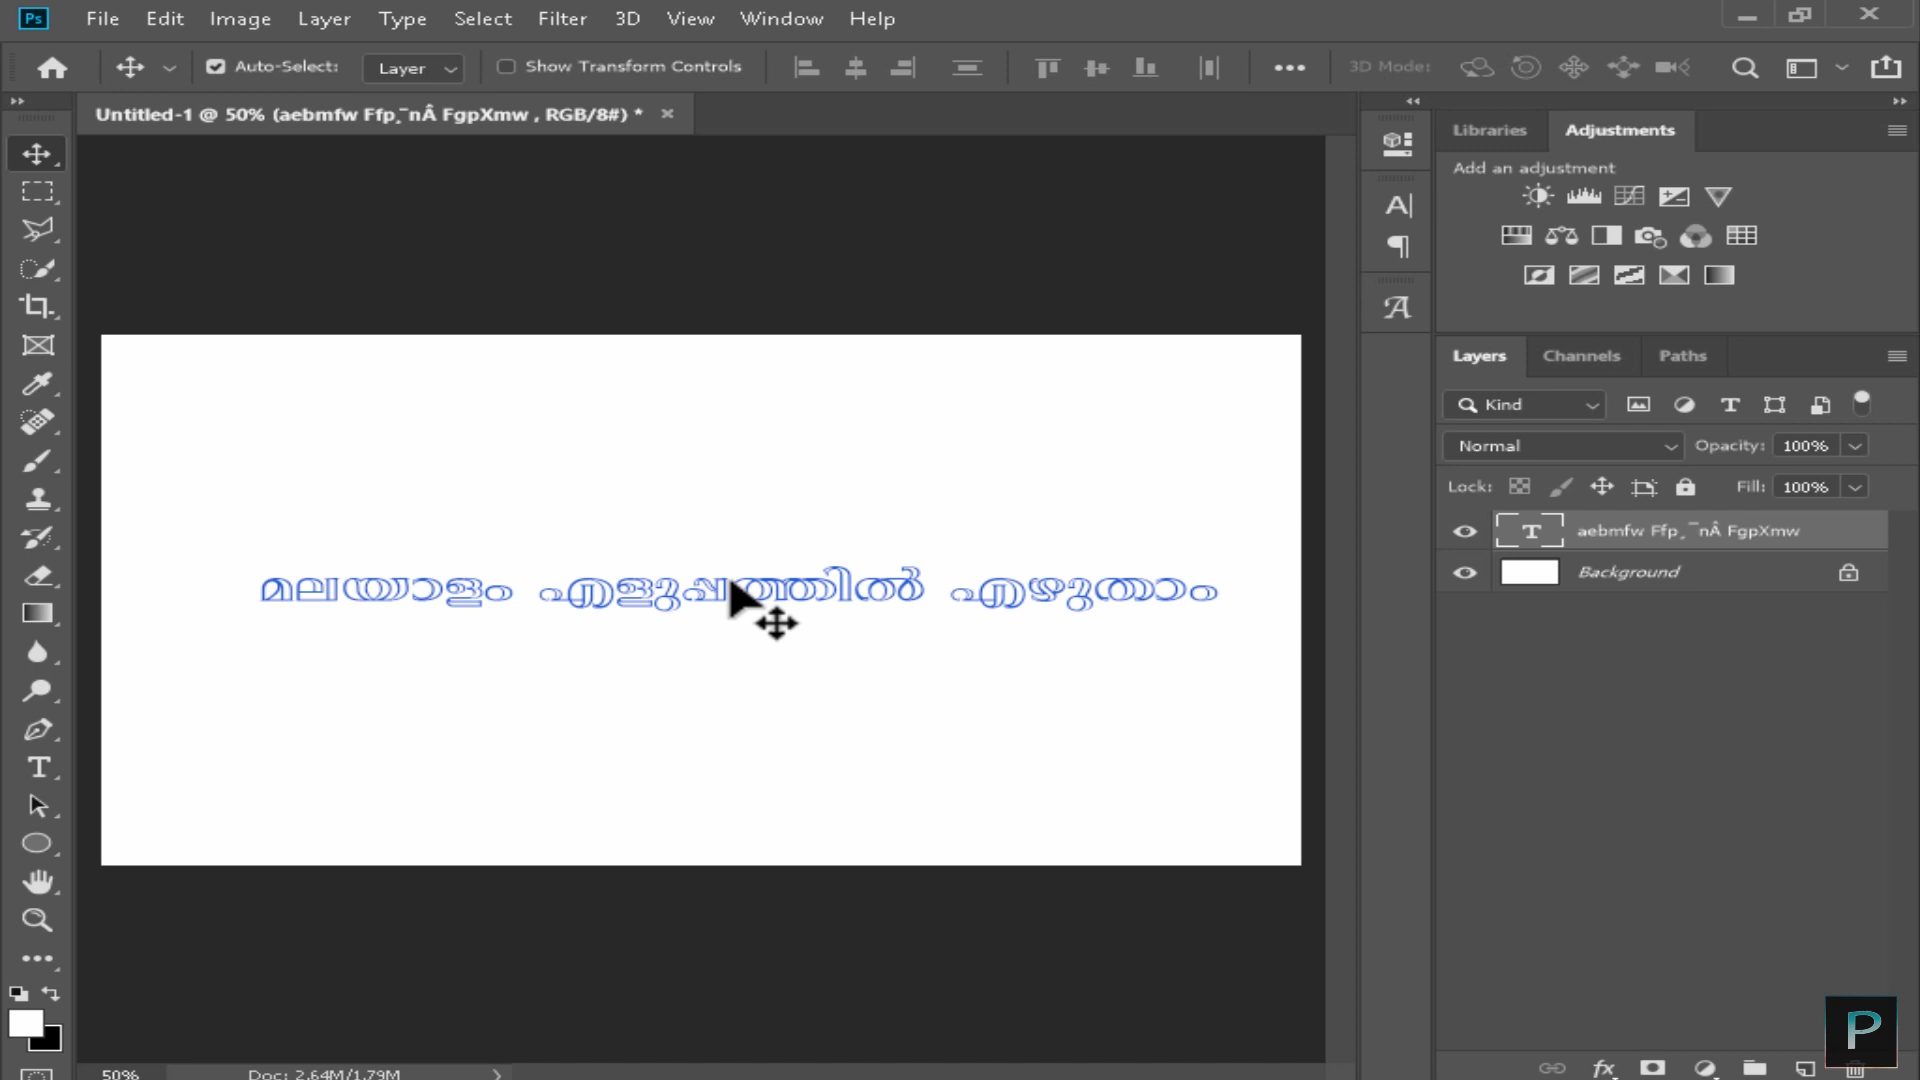 Ps File Edit Image Layer Type Select Filter 3D View Window Help
Auto-Select: Layer Show Transform Controls 3D Mode:
Untitled-1 @ 50% (aebmfw Ffp¸¯nÂ FgpXmw , RGB/8#) *
Libraries Adjustments
Add an adjustment
Layers Channels Paths
Kind
Normal Opacity: 100%
Lock: Fill: 100%
aebmfw Ffp¸¯nÂ FgpXmw
Background
മലയാളം എളുപ്പത്തിൽ എഴുതാം
50% Doc: 2.64M/1.79M
P